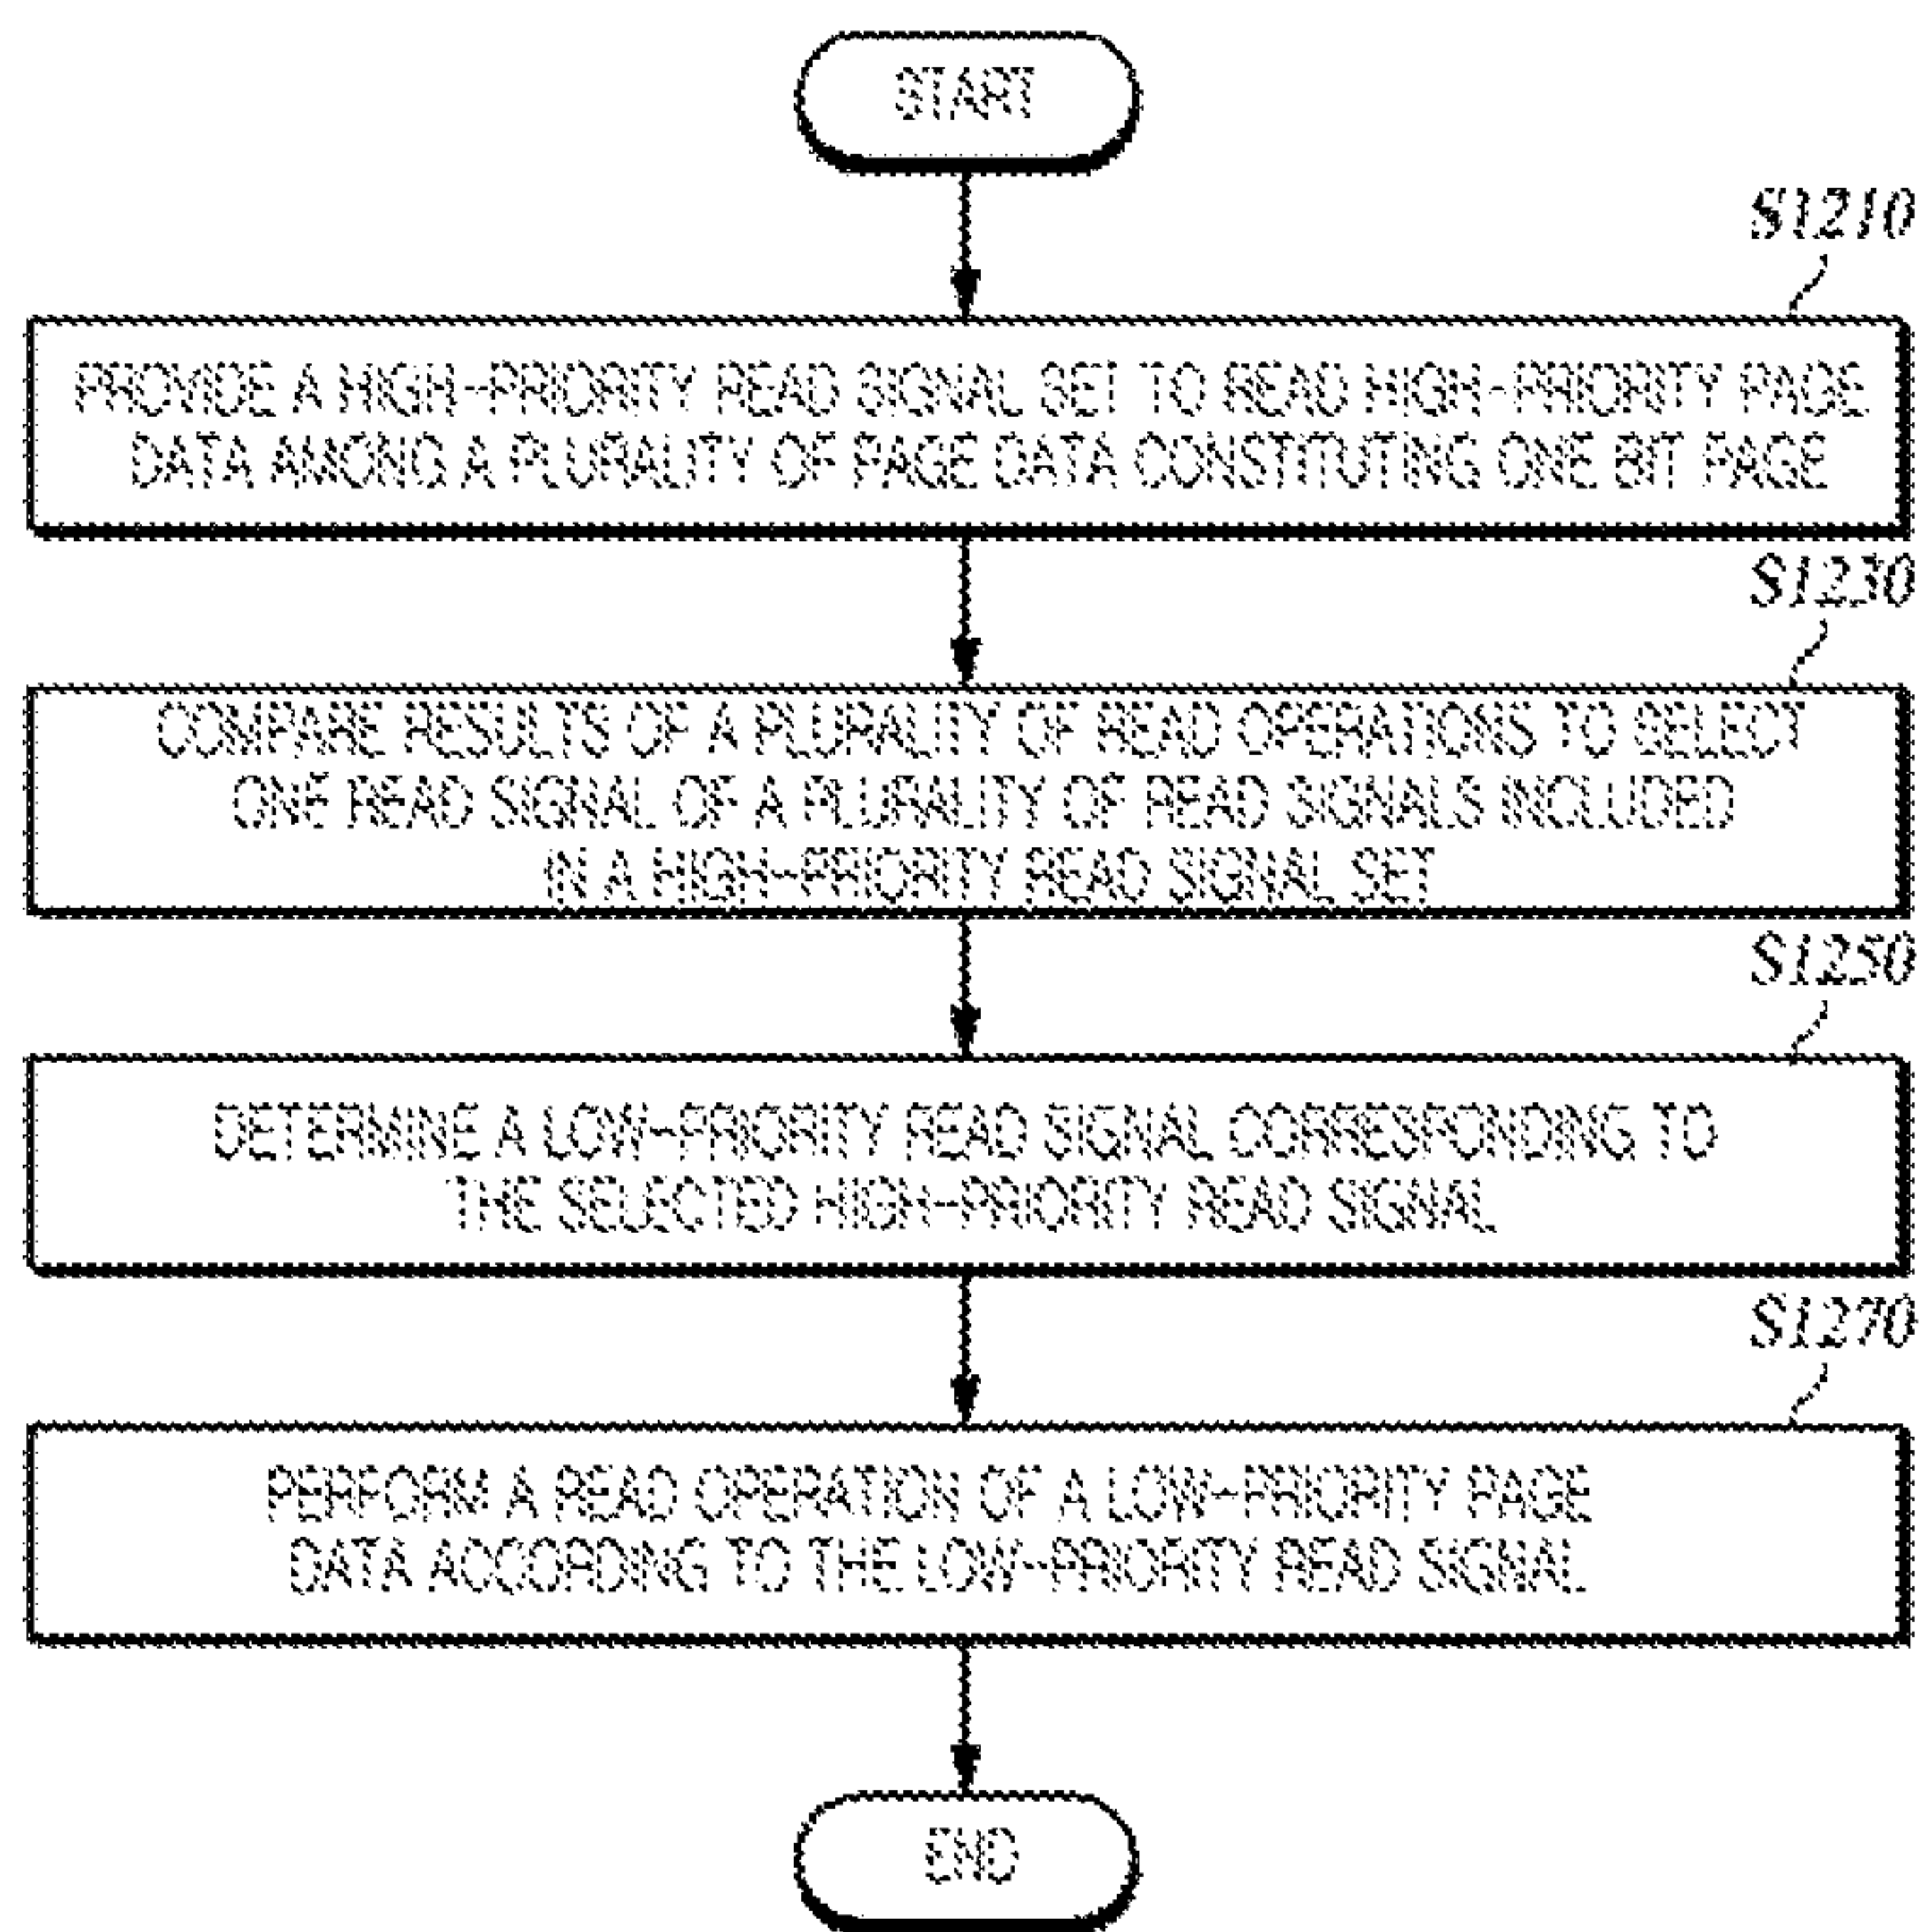 START
S1210
PROVIDE A HIGH-PRIORITY READ SIGNAL SET TO READ HIGH-PRIORITY PAGE
DATA AMONG A PLURALITY OF PAGE DATA CONSTITUTING ONE BIT PAGE
S1230
COMPARE RESULTS OF A PLURALITY OF READ OPERATIONS TO SELECT
ONE READ SIGNAL OF A PLURALITY OF READ SIGNALS INCLUDED
IN A HIGH-PRIORITY READ SIGNAL SET
S1250
DETERMINE A LOW-PRIORITY READ SIGNAL CORRESPONDING TO
THE SELECTED HIGH-PRIORITY READ SIGNAL
S1270
PERFORM A READ OPERATION OF A LOW-PRIORITY PAGE
DATA ACCORDING TO THE LOW-PRIORITY READ SIGNAL
END